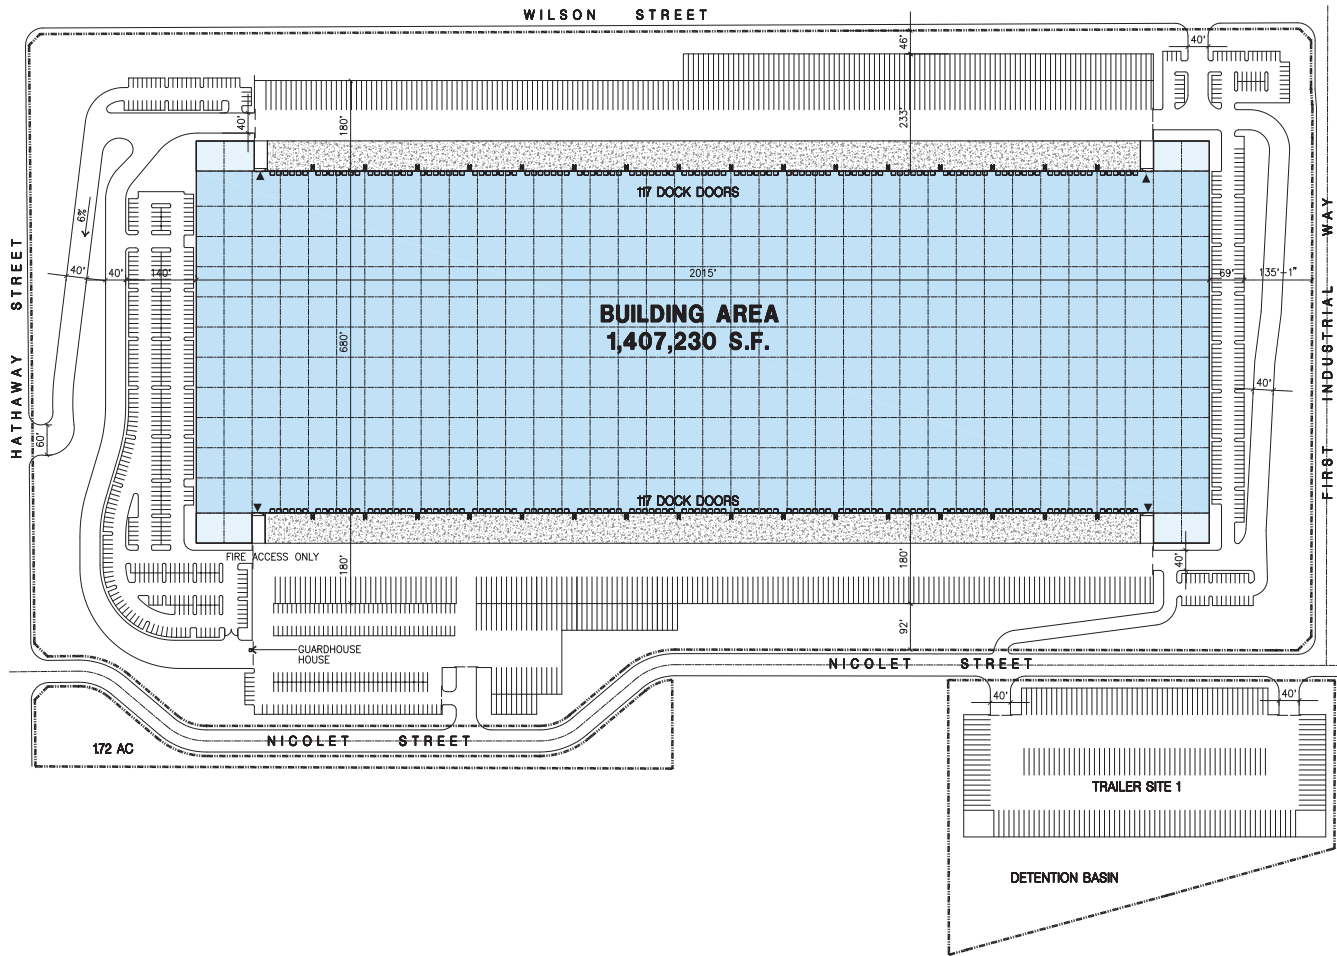 WILSON STREET
40'
46'
233'
180'
40'
117 DOCK DOORS
6%
HATHAWAY STREET
FIRST INDUSTRIAL WAY
40'
40'
140'
2015'
69'
135'-1"
BUILDING AREA
1,407,230 S.F.
680'
40'
60'
117 DOCK DOORS
FIRE ACCESS ONLY
180'
180'
40'
92'
GUARDHOUSE
HOUSE
NICOLET STREET
40'
40'
NICOLET STREET
1.72 AC
TRAILER SITE 1
DETENTION BASIN